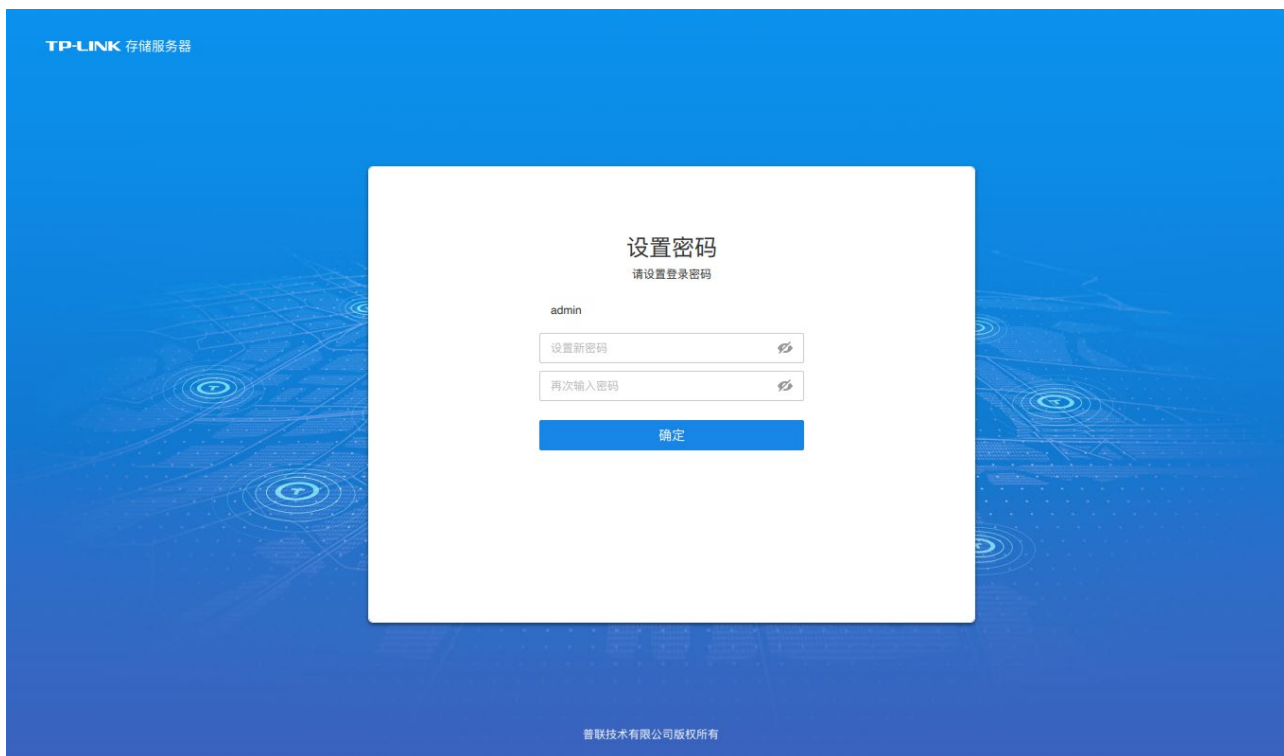 TP-LINK 存储服务器
设置密码
请设置登录密码
admin
设置新密码
再次输入密码
确定
普联技术有限公司版权所有